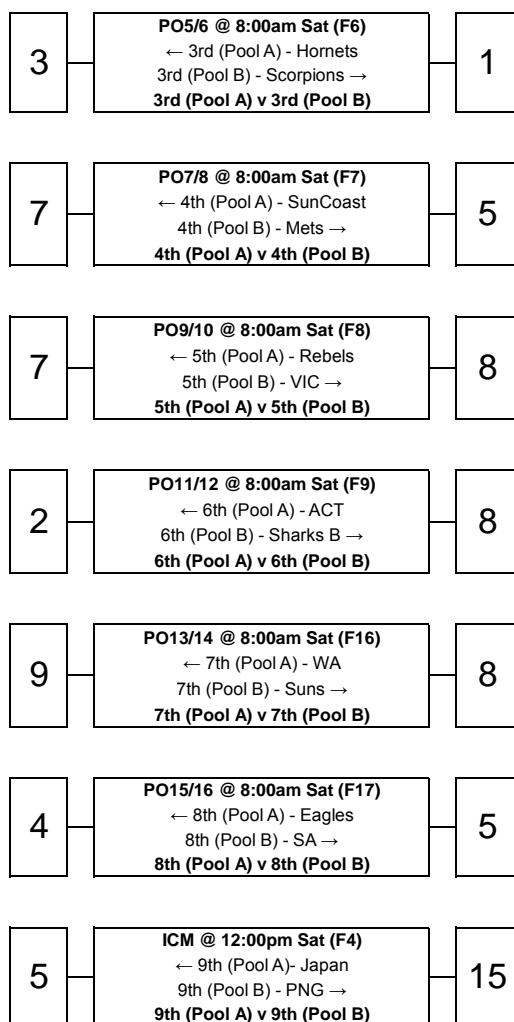 PO5/6 @ 8:00am Sat (F6)
← 3rd (Pool A) - Hornets
3 1
3rd (Pool B) - Scorpions →
3rd (Pool A) v 3rd (Pool B)
PO7/8 @ 8:00am Sat (F7)
← 4th (Pool A) - SunCoast
7 5
4th (Pool B) - Mets →
4th (Pool A) v 4th (Pool B)
PO9/10 @ 8:00am Sat (F8)
← 5th (Pool A) - Rebels
7 8
5th (Pool B) - VIC →
5th (Pool A) v 5th (Pool B)
PO11/12 @ 8:00am Sat (F9)
← 6th (Pool A) - ACT
2 8
6th (Pool B) - Sharks B →
6th (Pool A) v 6th (Pool B)
PO13/14 @ 8:00am Sat (F16)
← 7th (Pool A) - WA
9 8
7th (Pool B) - Suns →
7th (Pool A) v 7th (Pool B)
PO15/16 @ 8:00am Sat (F17)
← 8th (Pool A) - Eagles
4 5
8th (Pool B) - SA →
8th (Pool A) v 8th (Pool B)
ICM @ 12:00pm Sat (F4)
← 9th (Pool A)- Japan
5 15
9th (Pool B) - PNG →
9th (Pool A) v 9th (Pool B)